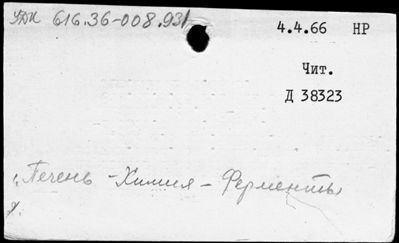 УДК 616.36-008.931
4.4.66 НР
Чит.
Д 38323
Печень - Химия - Ферменты